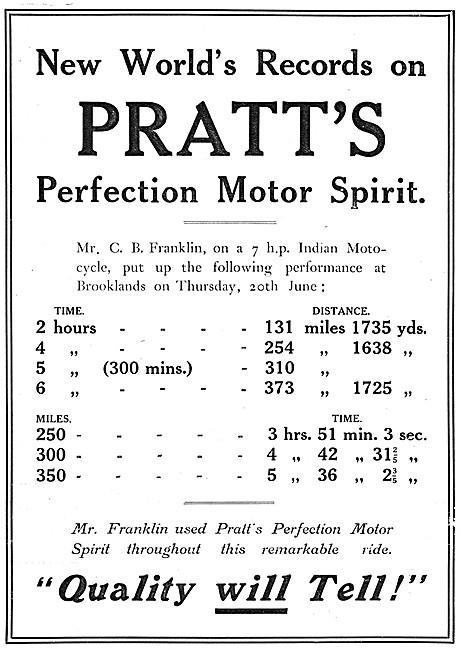 New World's Records on
PRATT'S
Perfection Motor Spirit.
Mr. C. B. Franklin, on a 7 h.p. Indian Moto-
cycle, put up the following performance at
Brooklands on Thursday, 20th June:
TIME. DISTANCE.
2 hours - - - - 131 miles 1735 yds.
4 „ - - - - 254 „ 1638 „
5 „ (300 mins.) - 310 „
6 „ - - - - 373 „ 1725 „
MILES. TIME.
250 - - - - - 3 hrs. 51 min. 3 sec.
300 - - - - - 4 „ 42 „ 31⅖ „
350 - - - - - 5 „ 36 „ 2⅗ „
Mr. Franklin used Pratt's Perfection Motor
Spirit throughout this remarkable ride.
"Quality will Tell!"